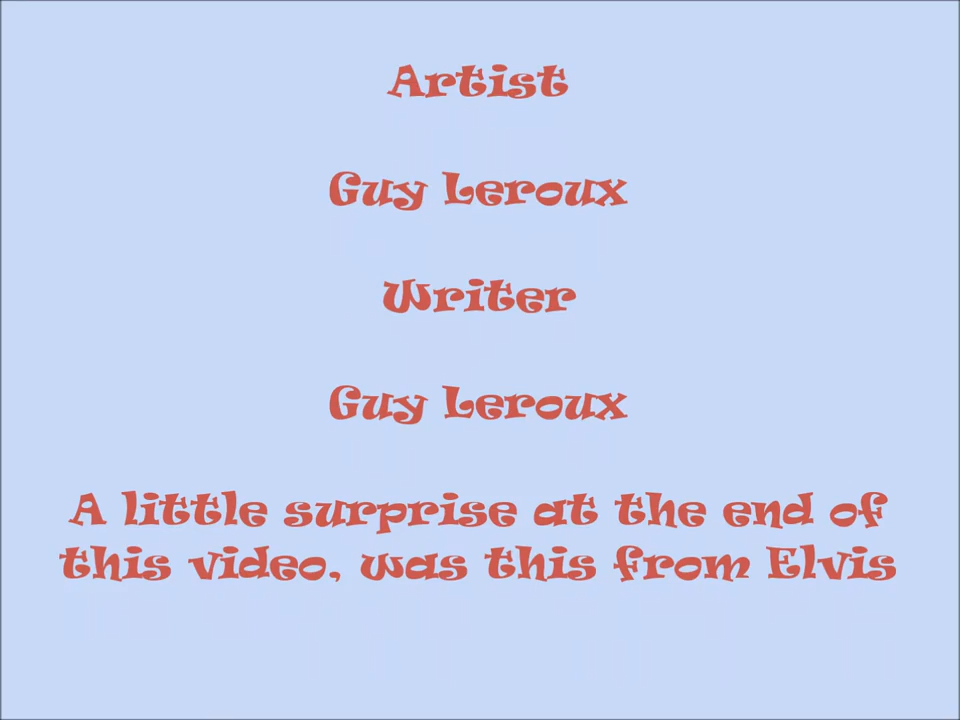 Artist
Guy Leroux
Writer
Guy Leroux
A little surprise at the end of
this video, was this from Elvis